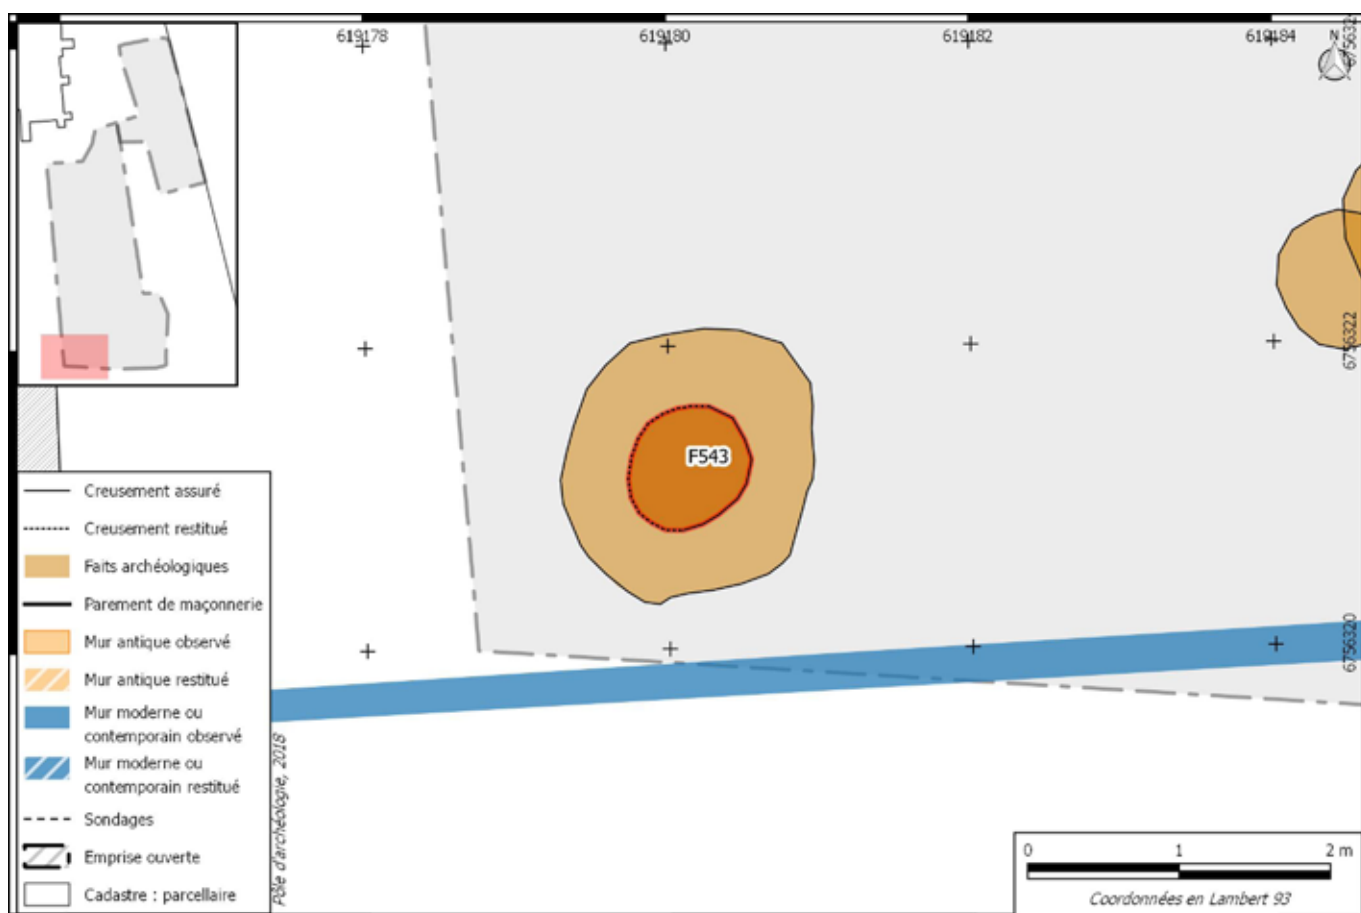 619178
619180
619182
619184
N
6756322
6756320
F543
Creusement assuré
Creusement restitué
Faits archéologiques
Parement de maçonnerie
Mur antique observé
Mur antique restitué
Mur moderne ou
contemporain observé
Mur moderne ou
contemporain restitué
Sondages
Emprise ouverte
Cadastre : parcellaire
Pôle d'archéologie, 2018
0 1 2 m
Coordonnées en Lambert 93